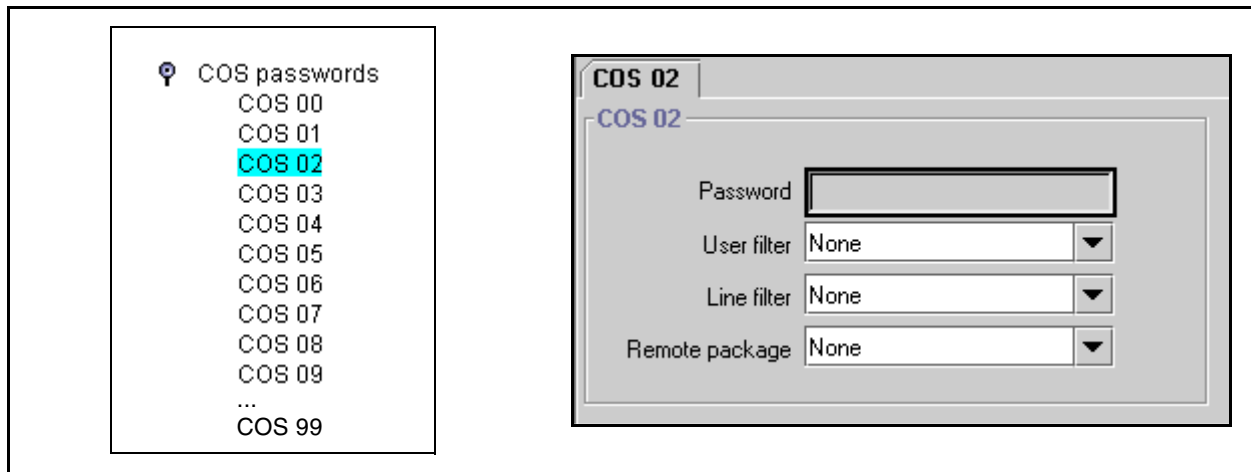 COS passwords
COS 00
COS 01
COS 02
COS 03
COS 04
COS 05
COS 06
COS 07
COS 08
COS 09
...
COS 99
COS 02
COS 02
Password
User filter None
Line filter None
Remote package None